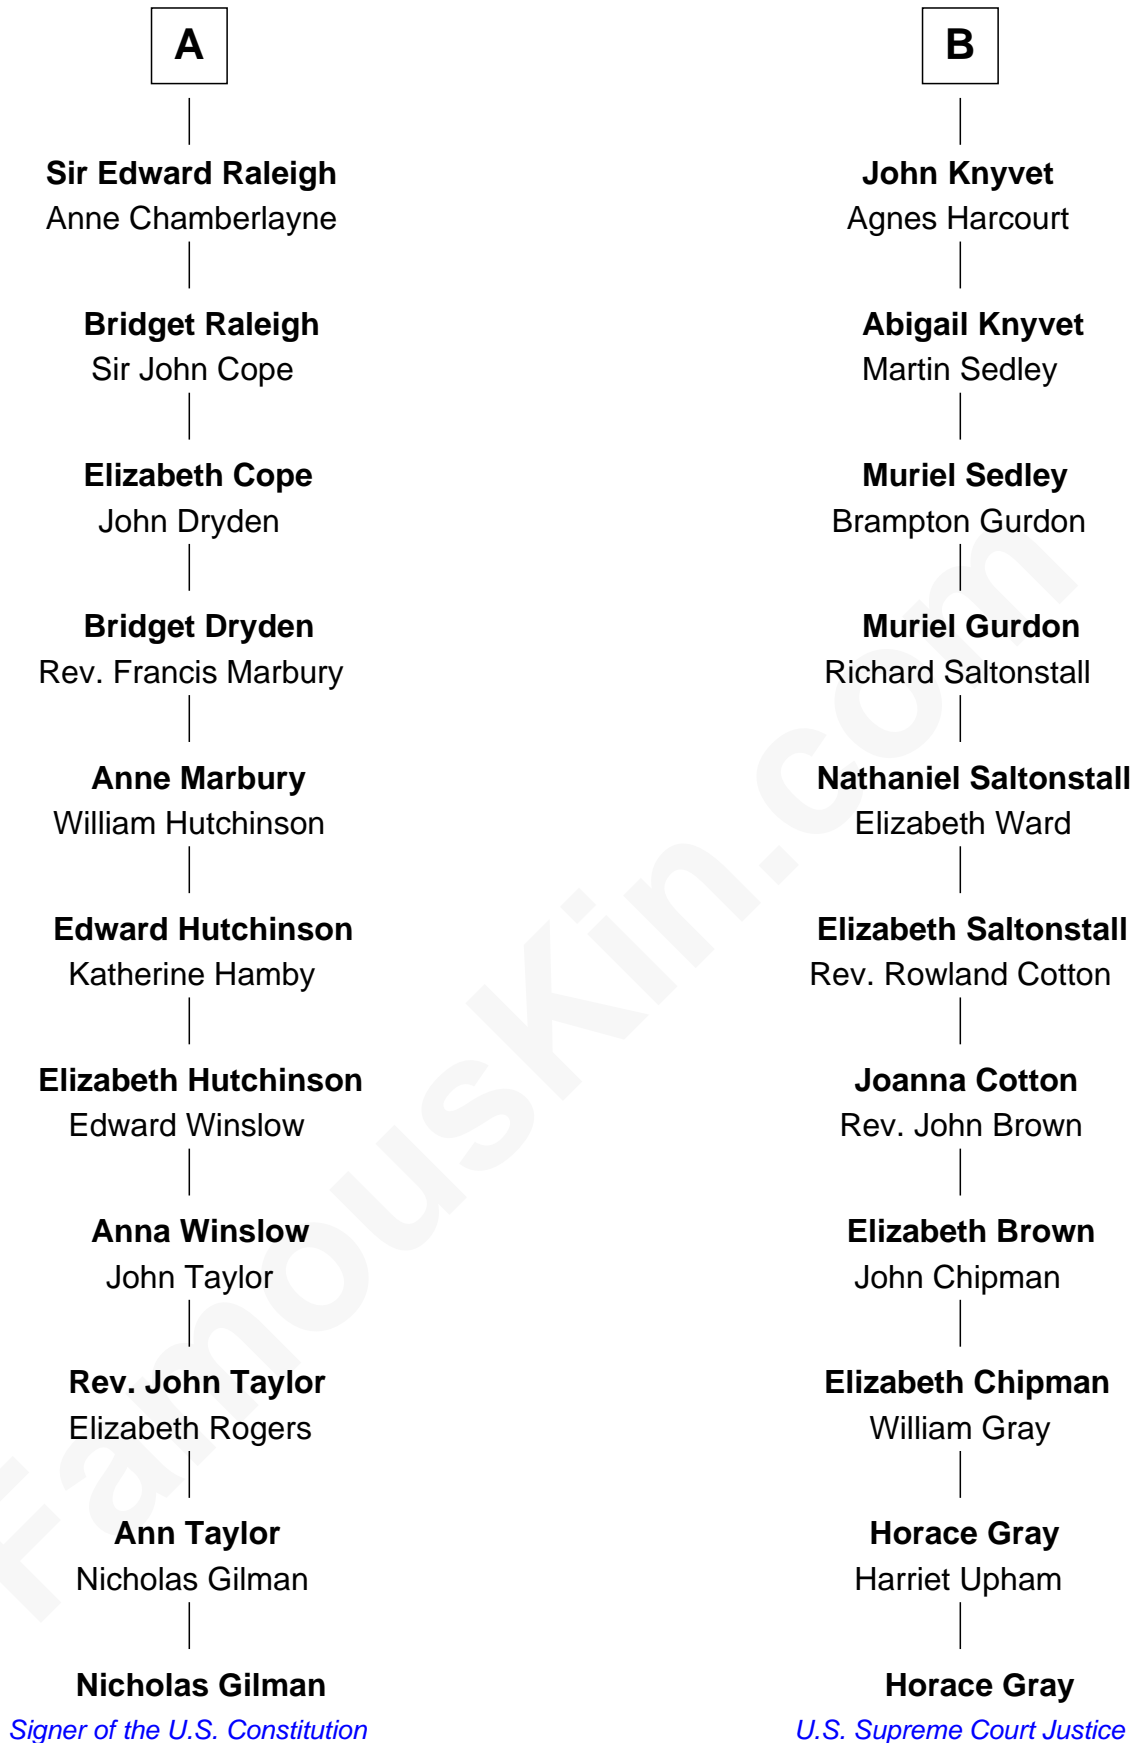 A
Sir Edward Raleigh
Anne Chamberlayne
Bridget Raleigh
Sir John Cope
Elizabeth Cope
John Dryden
Bridget Dryden
Rev. Francis Marbury
Anne Marbury
William Hutchinson
Edward Hutchinson
Katherine Hamby
Elizabeth Hutchinson
Edward Winslow
Anna Winslow
John Taylor
Rev. John Taylor
Elizabeth Rogers
Ann Taylor
Nicholas Gilman
Nicholas Gilman
Signer of the U.S. Constitution
B
John Knyvet
Agnes Harcourt
Abigail Knyvet
Martin Sedley
Muriel Sedley
Brampton Gurdon
Muriel Gurdon
Richard Saltonstall
Nathaniel Saltonstall
Elizabeth Ward
Elizabeth Saltonstall
Rev. Rowland Cotton
Joanna Cotton
Rev. John Brown
Elizabeth Brown
John Chipman
Elizabeth Chipman
William Gray
Horace Gray
Harriet Upham
Horace Gray
U.S. Supreme Court Justice
FamousKin.com